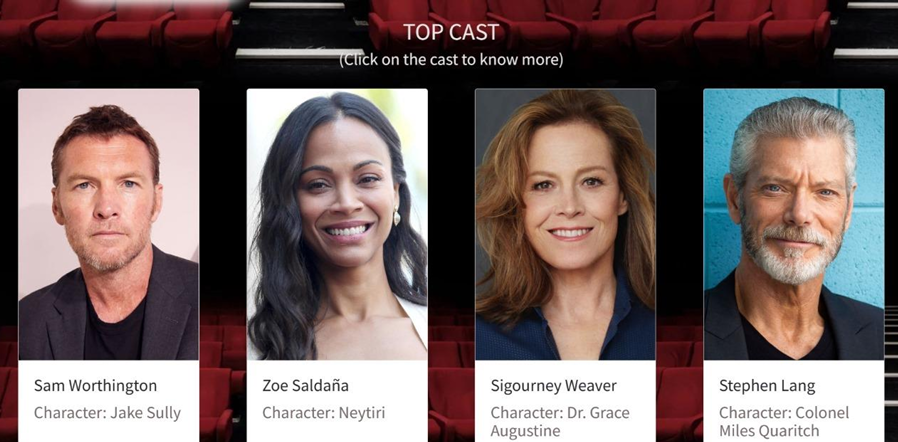 TOP CAST
(Click on the cast to know more)
Sam Worthington
Character: Jake Sully
Zoe Saldaña
Character: Neytiri
Sigourney Weaver
Character: Dr. Grace
Augustine
Stephen Lang
Character: Colonel
Miles Quaritch